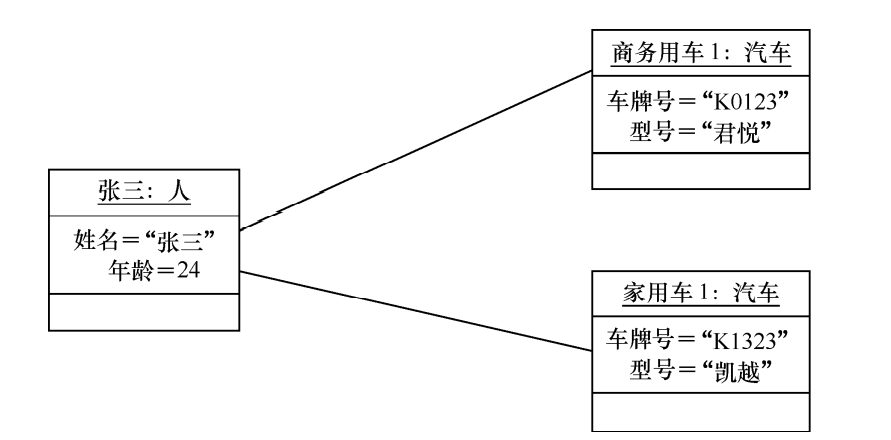 商务用车1：汽车
车牌号＝“K0123”
型号＝“君悦”
张三：人
姓名＝“张三”
年龄＝24
家用车1：汽车
车牌号＝“K1323”
型号＝“凯越”